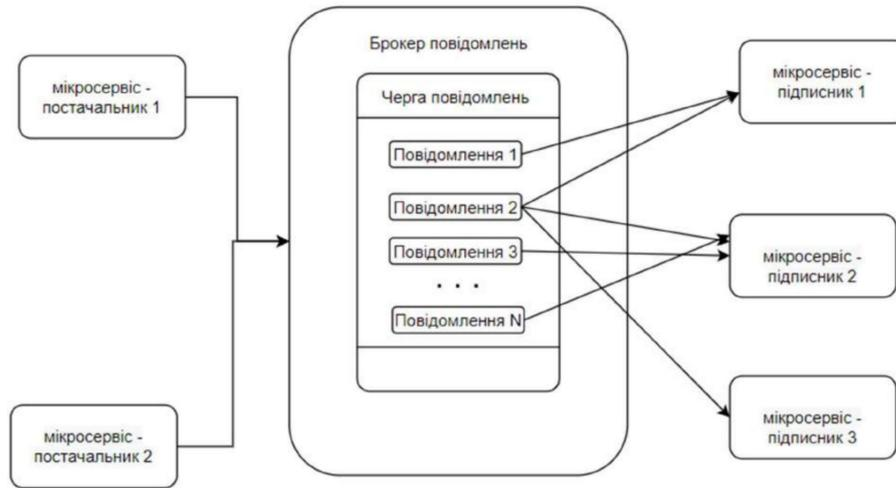 Брокер повідомлень
мікросервіс -
постачальник 1
Черга повідомлень
Повідомлення 1
Повідомлення 2
Повідомлення 3
. . .
Повідомлення N
мікросервіс -
постачальник 2
мікросервіс -
підписник 1
мікросервіс -
підписник 2
мікросервіс -
підписник 3